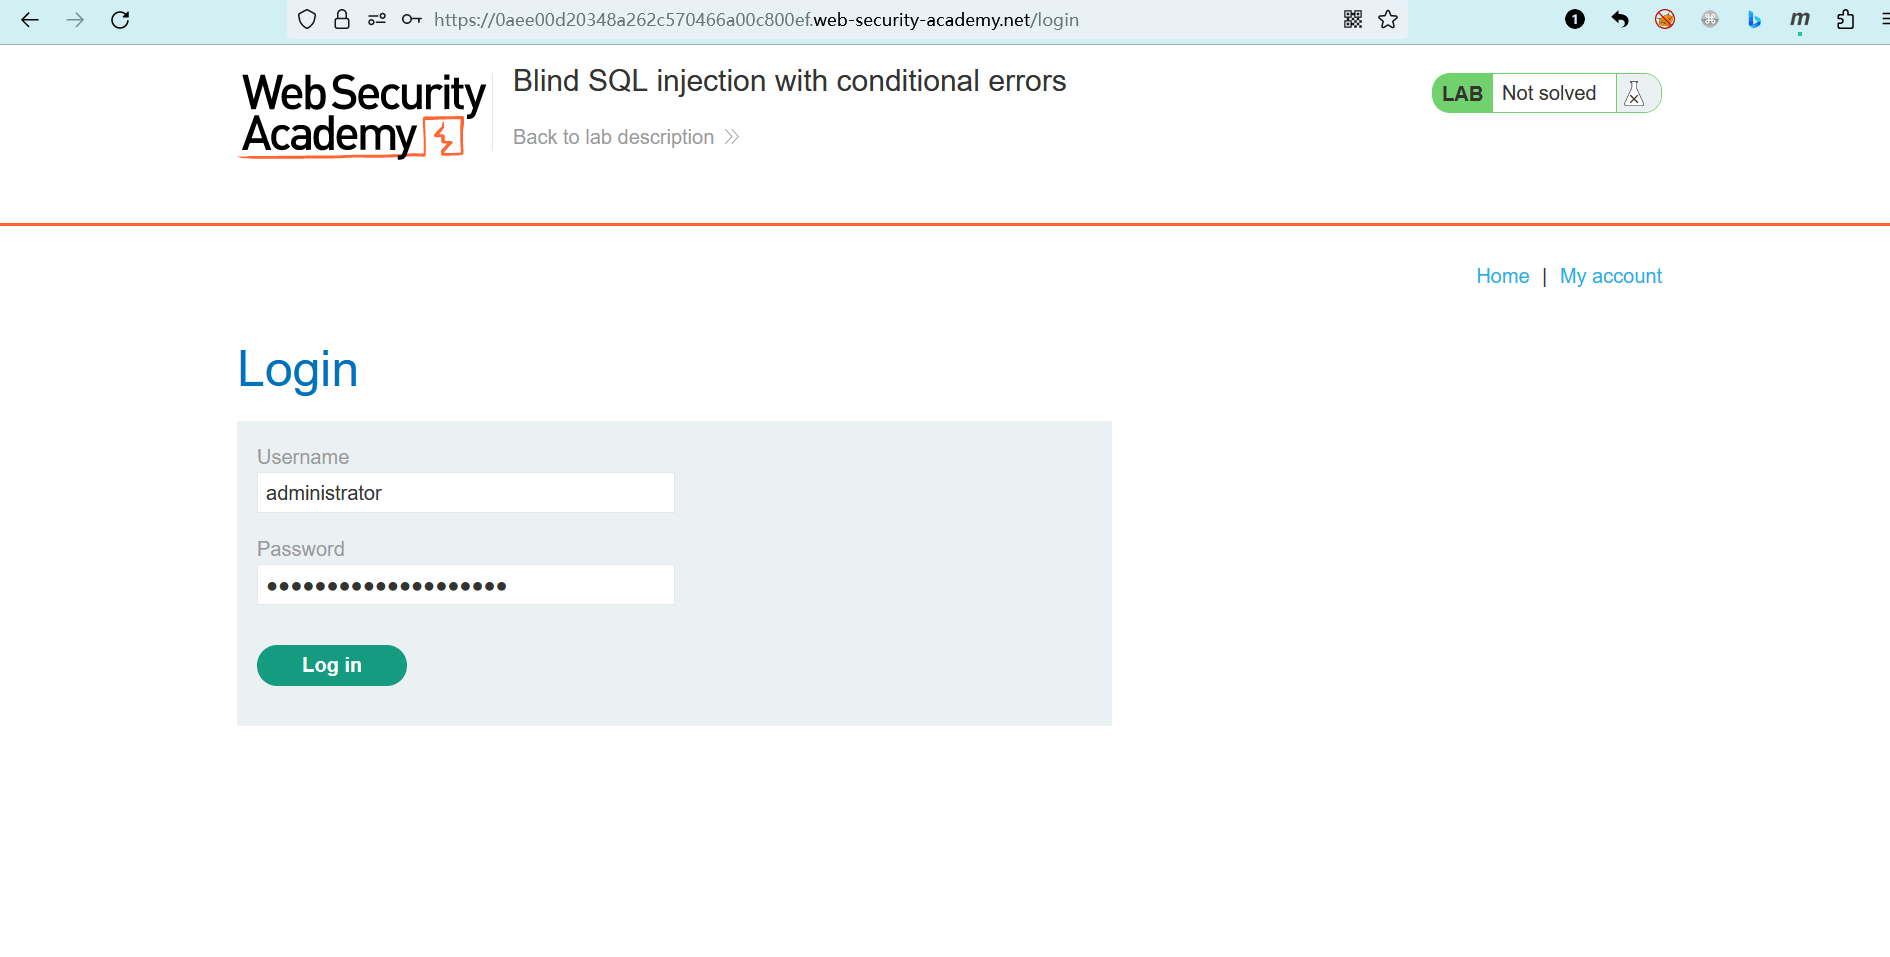 https://0aee00d20348a262c570466a00c800ef.web-security-academy.net/login
1
m
Web Security
Academy
Blind SQL injection with conditional errors
Back to lab description
LAB
Not solved
Home | My account
Login
Username
administrator
Password
●●●●●●●●●●●●●●●●●●●●
Log in